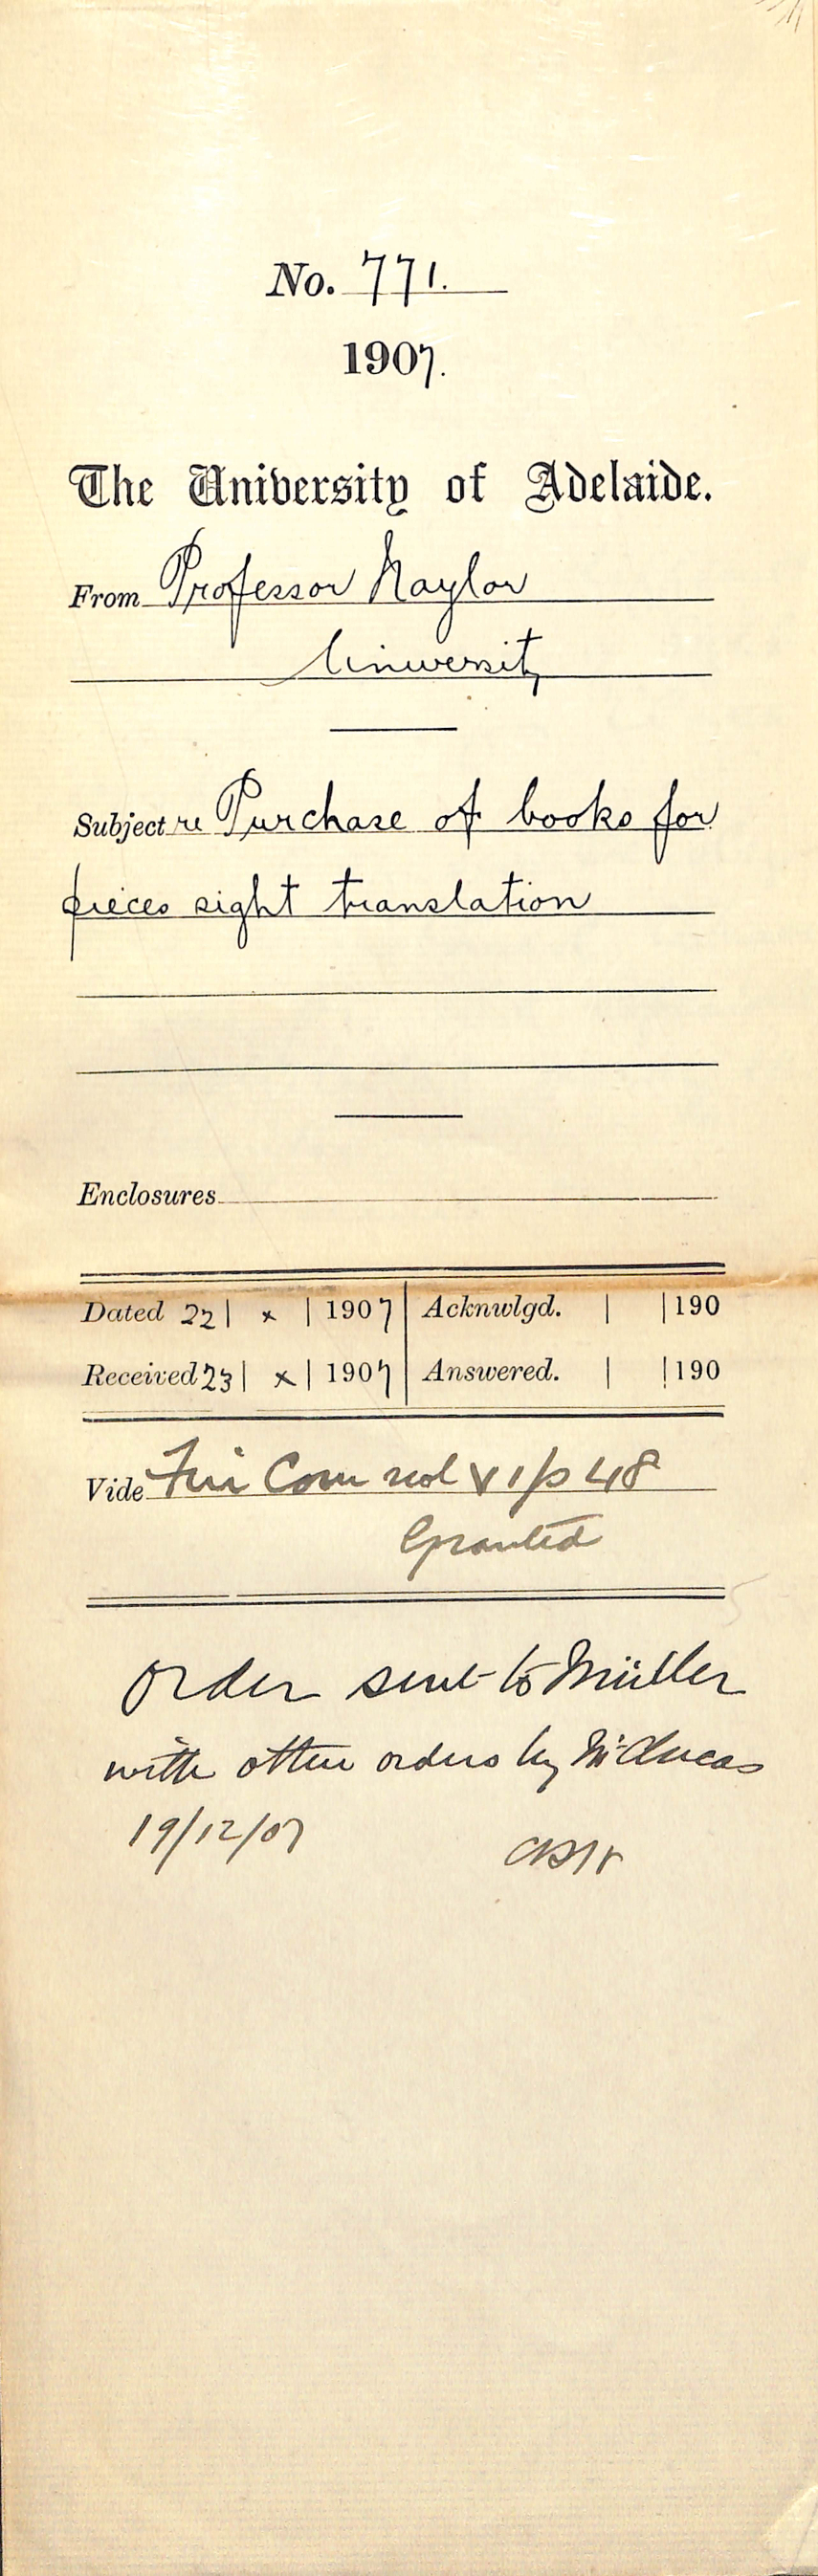 No. 771.
1907.
The University of Adelaide.
From Professor Naylor
University
Subject re Purchase of books for
pieces sight translation
Enclosures
Dated 22 | x | 1907 | Acknwlgd. | | 190
Received 23 | x | 1907 | Answered. | | 190
Vide Fin Com vol VI/p 48
Granted
Order sent to Müller
with other orders by Mr Lucas
19/12/07